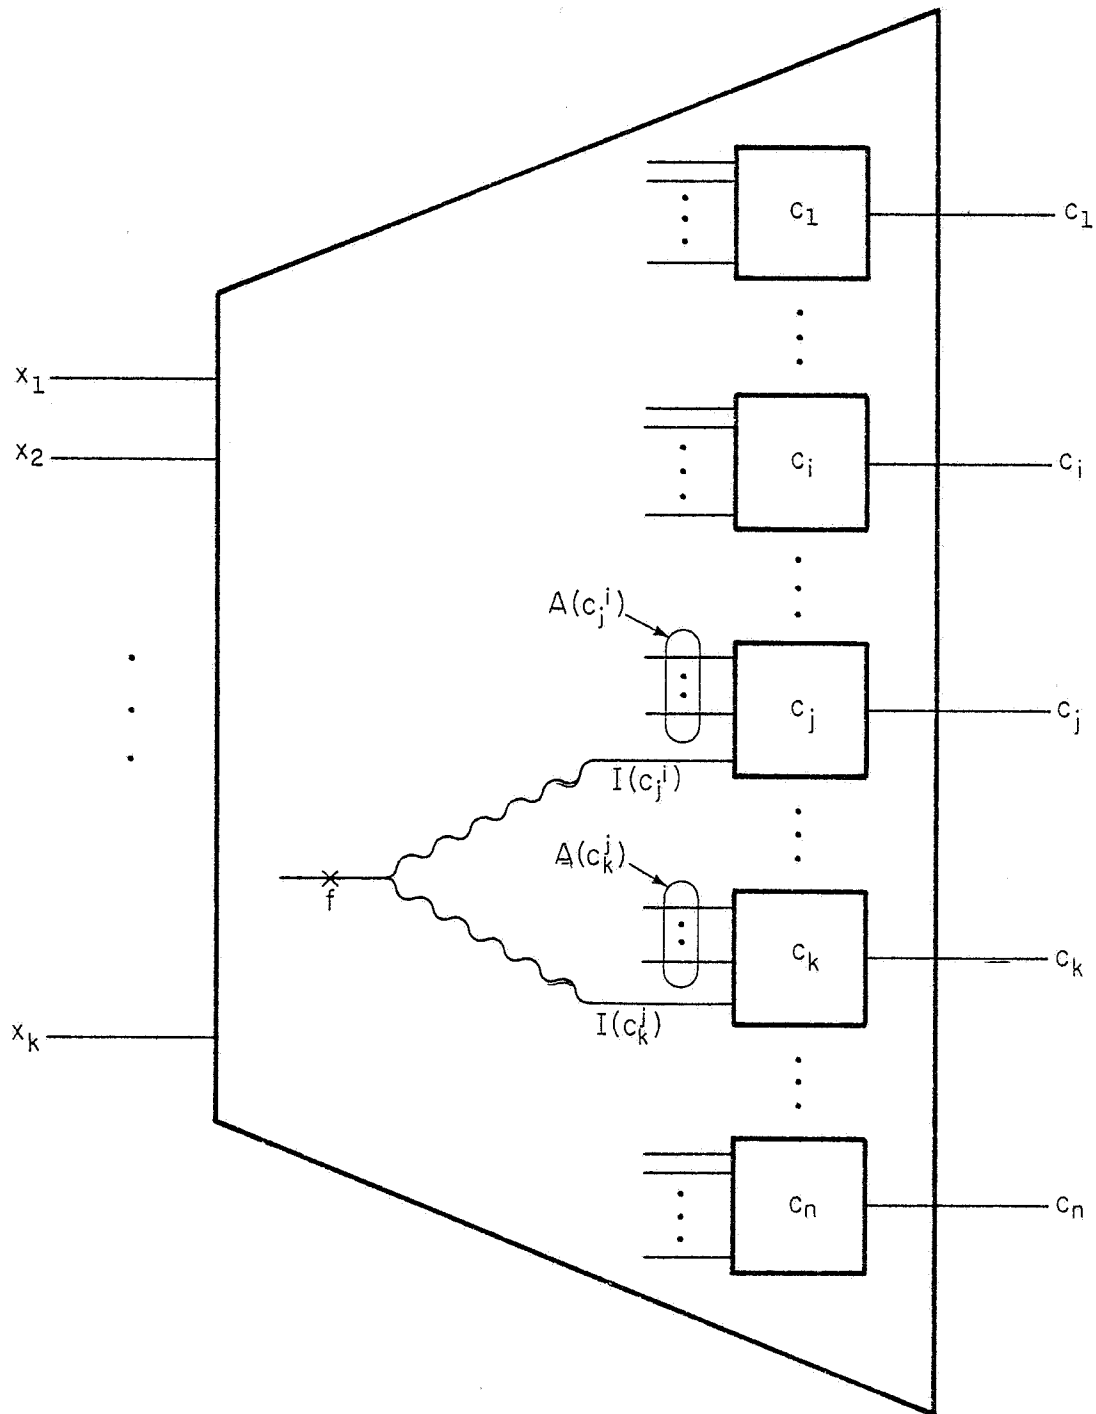 c₁
c₁
x₁
x₂
cᵢ
cᵢ
A(cⱼⁱ)
cⱼ
cⱼ
I(cⱼⁱ)
A(cₖʲ)
f
cₖ
cₖ
I(cₖʲ)
xₖ
cₙ
cₙ